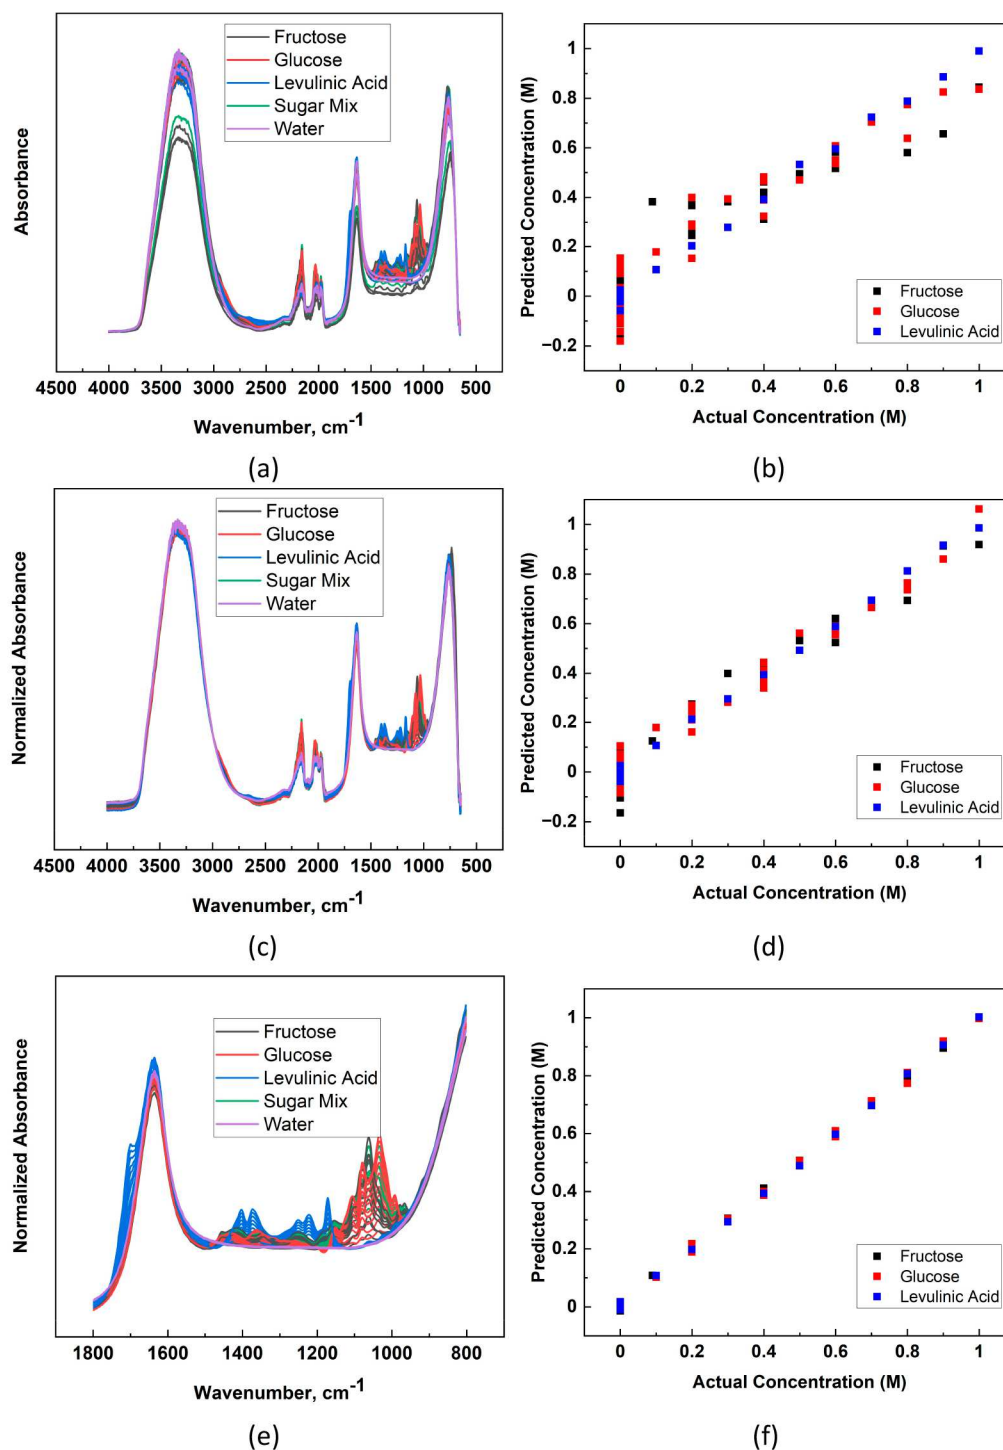 Absorbance
Fructose
Glucose
Levulinic Acid
Sugar Mix
Water
4500 4000 3500 3000 2500 2000 1500 1000 500
Wavenumber, cm-1
(a)
Predicted Concentration (M)
1
0.8
0.6
0.4
0.2
0
−0.2
Fructose
Glucose
Levulinic Acid
0 0.2 0.4 0.6 0.8 1
Actual Concentration (M)
(b)
Normalized Absorbance
Fructose
Glucose
Levulinic Acid
Sugar Mix
Water
4500 4000 3500 3000 2500 2000 1500 1000 500
Wavenumber, cm-1
(c)
Predicted Concentration (M)
1
0.8
0.6
0.4
0.2
0
−0.2
Fructose
Glucose
Levulinic Acid
0 0.2 0.4 0.6 0.8 1
Actual Concentration (M)
(d)
Normalized Absorbance
Fructose
Glucose
Levulinic Acid
Sugar Mix
Water
1800 1600 1400 1200 1000 800
Wavenumber, cm-1
(e)
Predicted Concentration (M)
1
0.8
0.6
0.4
0.2
0
Fructose
Glucose
Levulinic Acid
0 0.2 0.4 0.6 0.8 1
Actual Concentration (M)
(f)